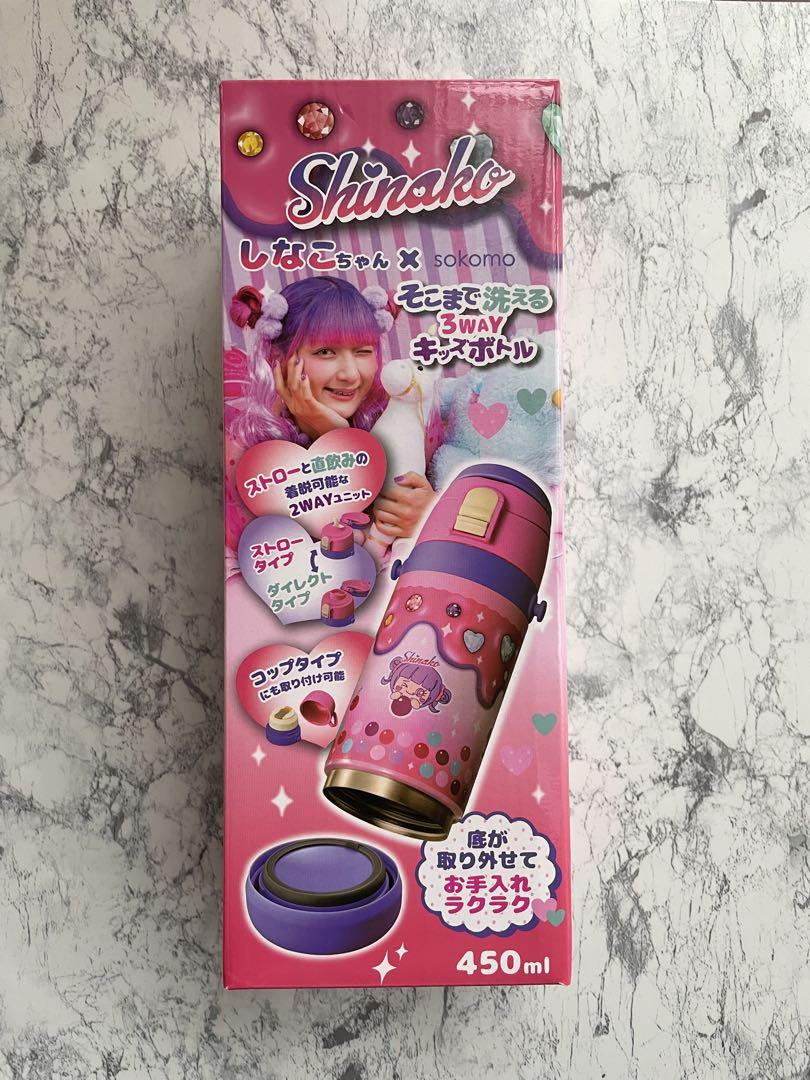 Shinako
しなこちゃん × sokomo
そこまで洗える
3WAY
キッズボトル
ストローと直飲みの
着脱可能な
2WAYユニット
ストロー
タイプ
ダイレクト
タイプ
コップタイプ
にも取り付け可能
Shinako
底が
取り外せて
お手入れ
ラクラク
450ml